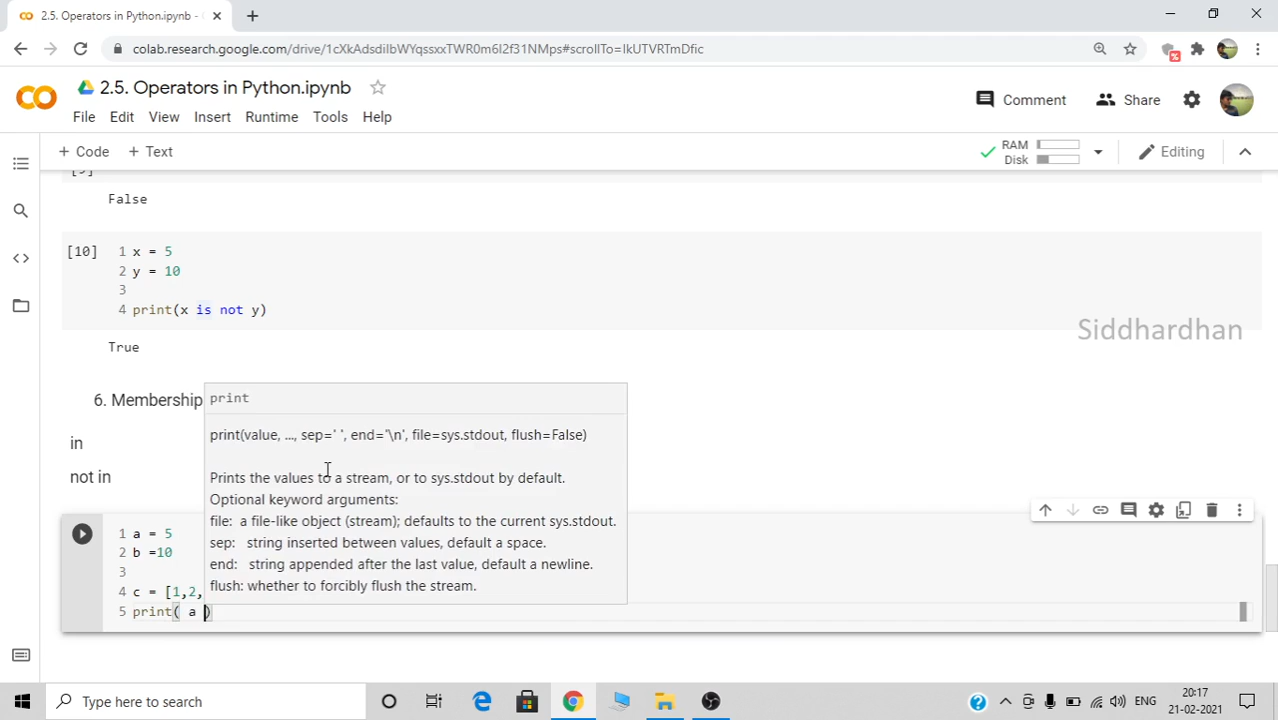 2.5. Operators in Python.ipynb
colab.research.google.com/drive/1cXkAdsdiIbWYqssxxTWR0m6I2f31NMps#scrollTo=IkUTVRTmDfic
2.5. Operators in Python.ipynb
Comment
Share
File Edit View Insert Runtime Tools Help
+ Code + Text
RAM
Disk
Editing
[9]
False
[10]
1 x = 5
2 y = 10
3
4 print(x is not y)
Siddhardhan
True
6. Membership
in
not in
print
print(value, ..., sep=' ', end='\n', file=sys.stdout, flush=False)
Prints the values to a stream, or to sys.stdout by default.
Optional keyword arguments:
file: a file-like object (stream); defaults to the current sys.stdout.
sep: string inserted between values, default a space.
end: string appended after the last value, default a newline.
flush: whether to forcibly flush the stream.
1 a = 5
2 b =10
3
4 c = [1,2,
5 print( a )
Type here to search
ENG
20:17
21-02-2021